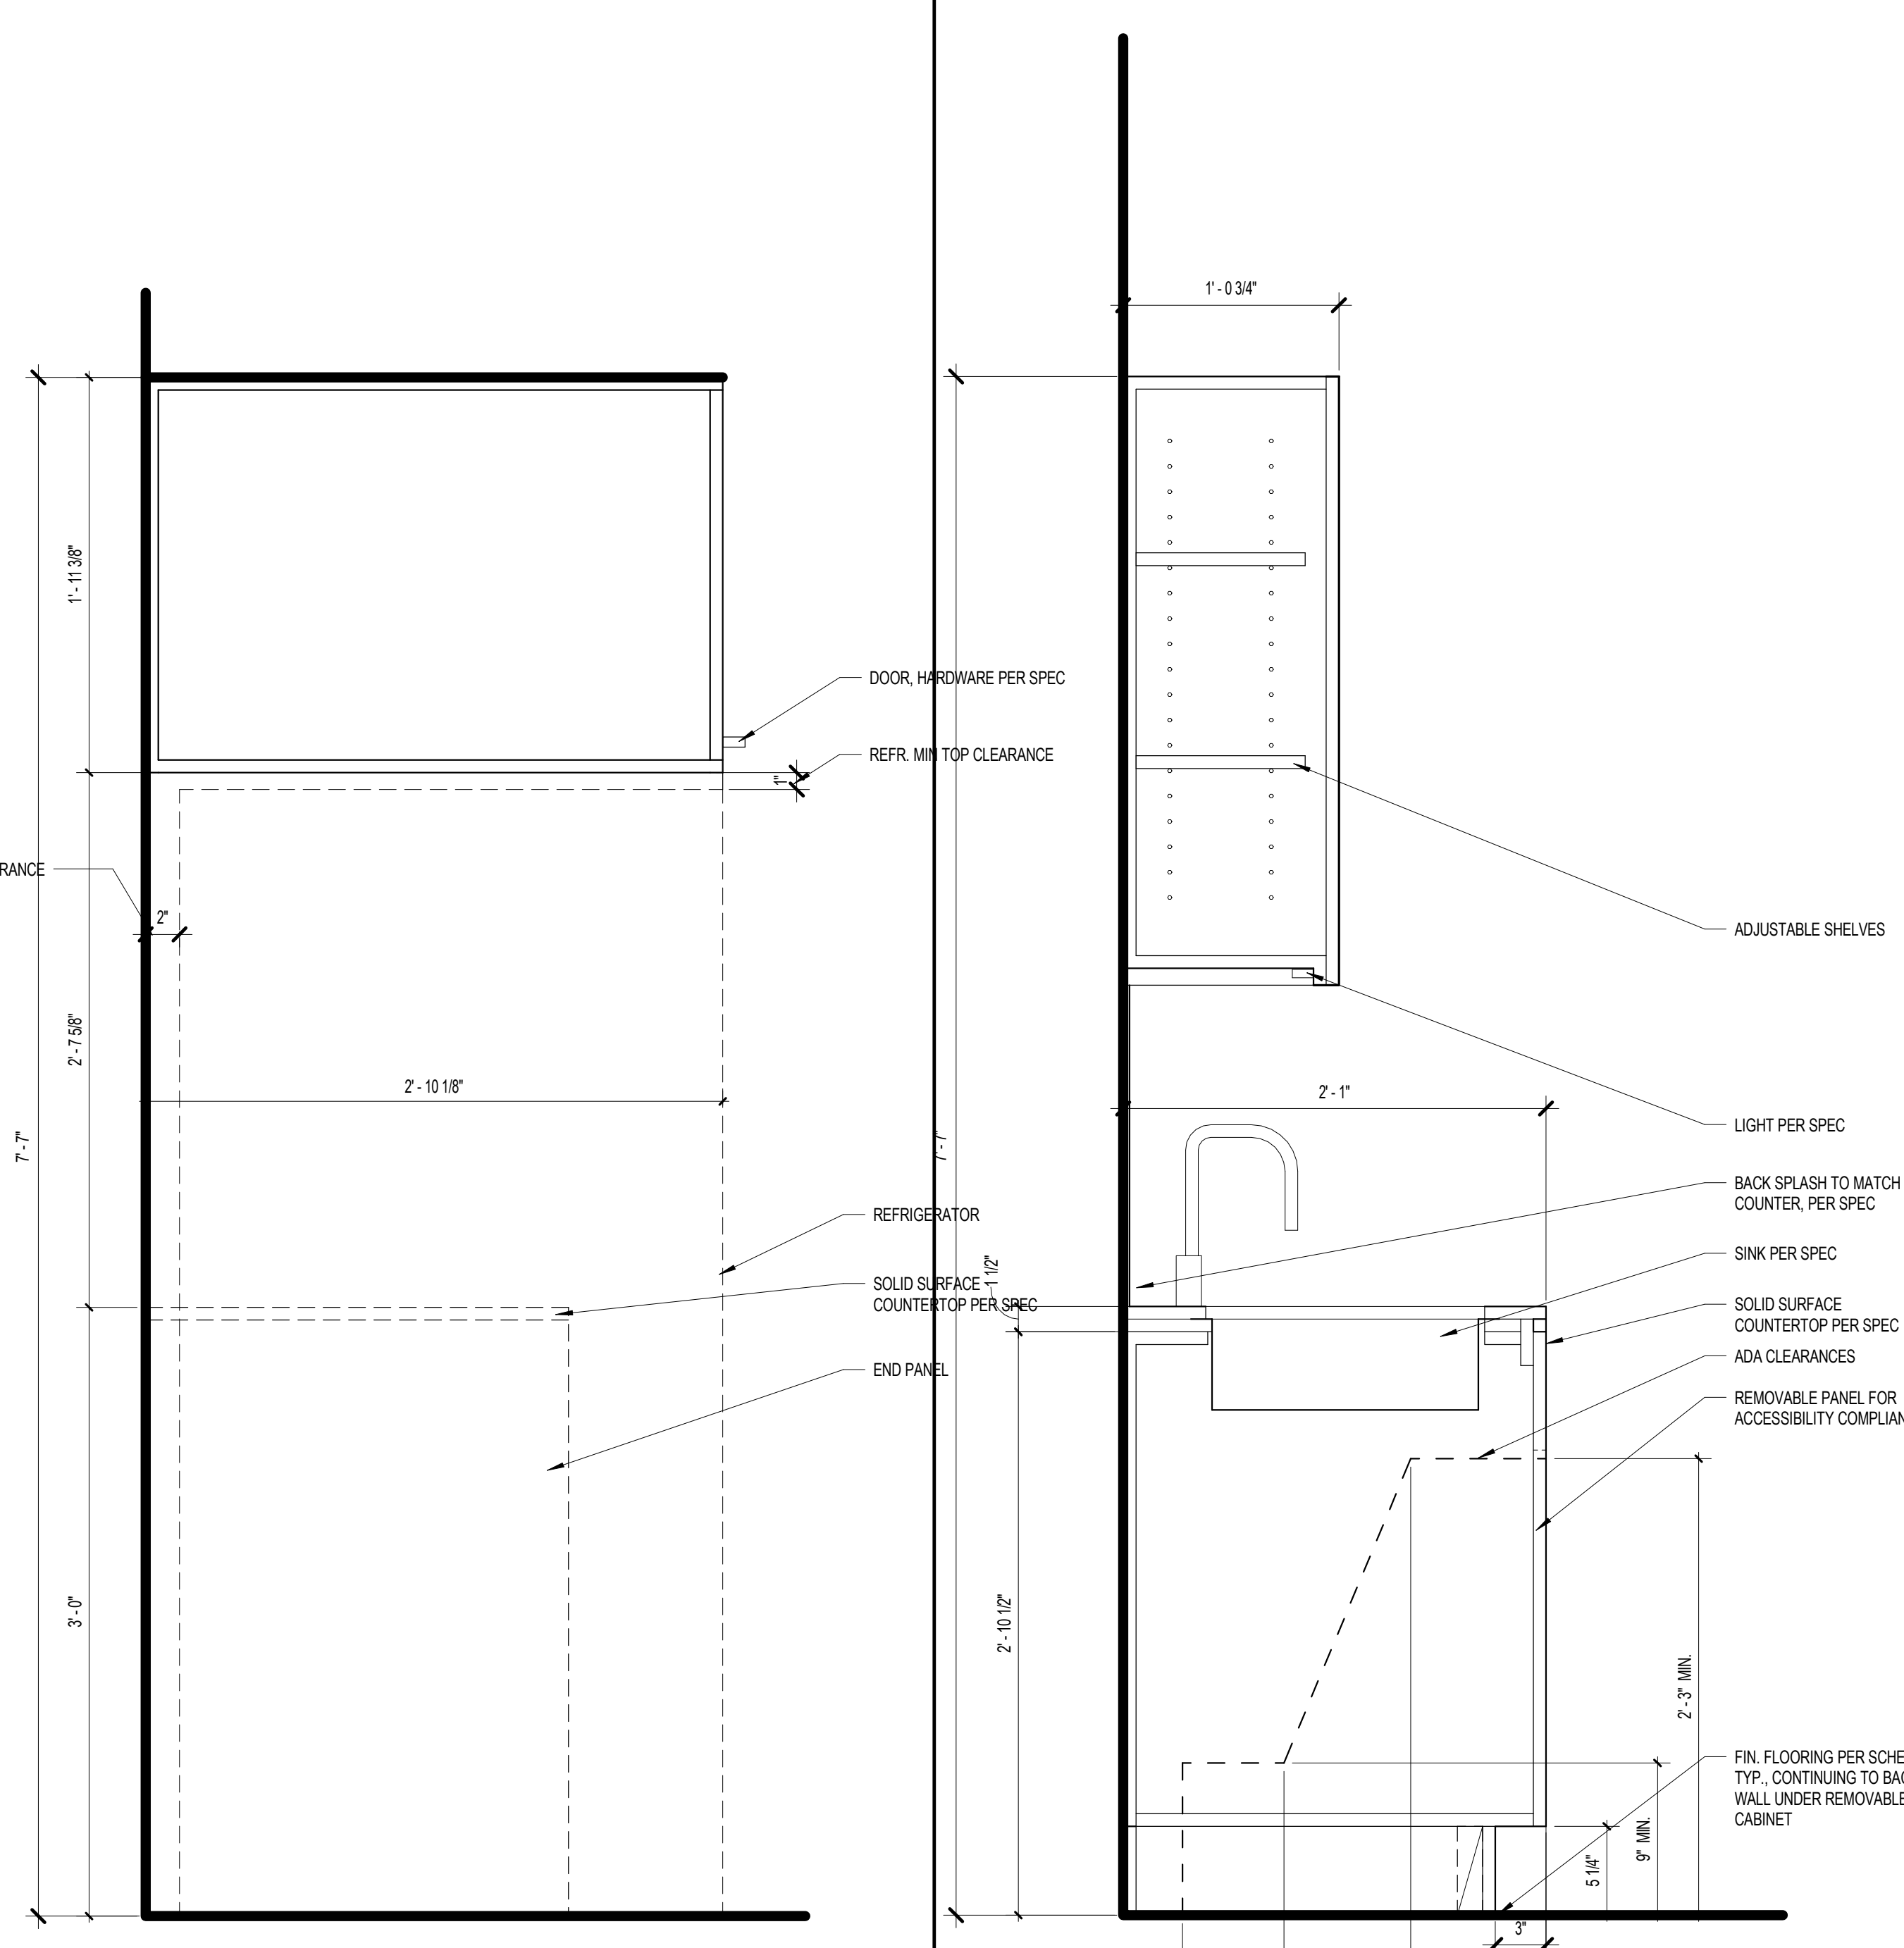 1' - 11 3/8"
DOOR, HARDWARE PER SPEC
REFR. MIN TOP CLEARANCE
1"
RANCE
2"
2' - 7 5/8"
2' - 10 1/8"
7' - 7"
REFRIGERATOR
SOLID SURFACE
COUNTERTOP PER SPEC
END PANEL
3' - 0"
1' - 0 3/4"
ADJUSTABLE SHELVES
2' - 1"
LIGHT PER SPEC
7' - 7"
BACK SPLASH TO MATCH
COUNTER, PER SPEC
SINK PER SPEC
1 1/2"
SOLID SURFACE
COUNTERTOP PER SPEC
ADA CLEARANCES
REMOVABLE PANEL FOR
ACCESSIBILITY COMPLIAN
2' - 10 1/2"
2' - 3" MIN.
FIN. FLOORING PER SCHE
TYP., CONTINUING TO BAC
WALL UNDER REMOVABLE
CABINET
9" MIN.
5 1/4"
3"